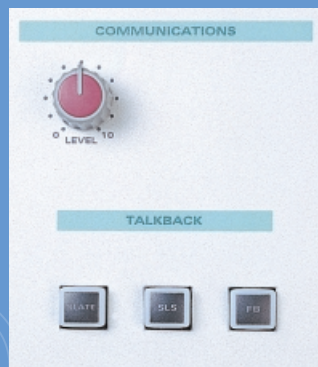 COMMUNICATIONS
0 LEVEL 10
TALKBACK
SLATE SLS FB